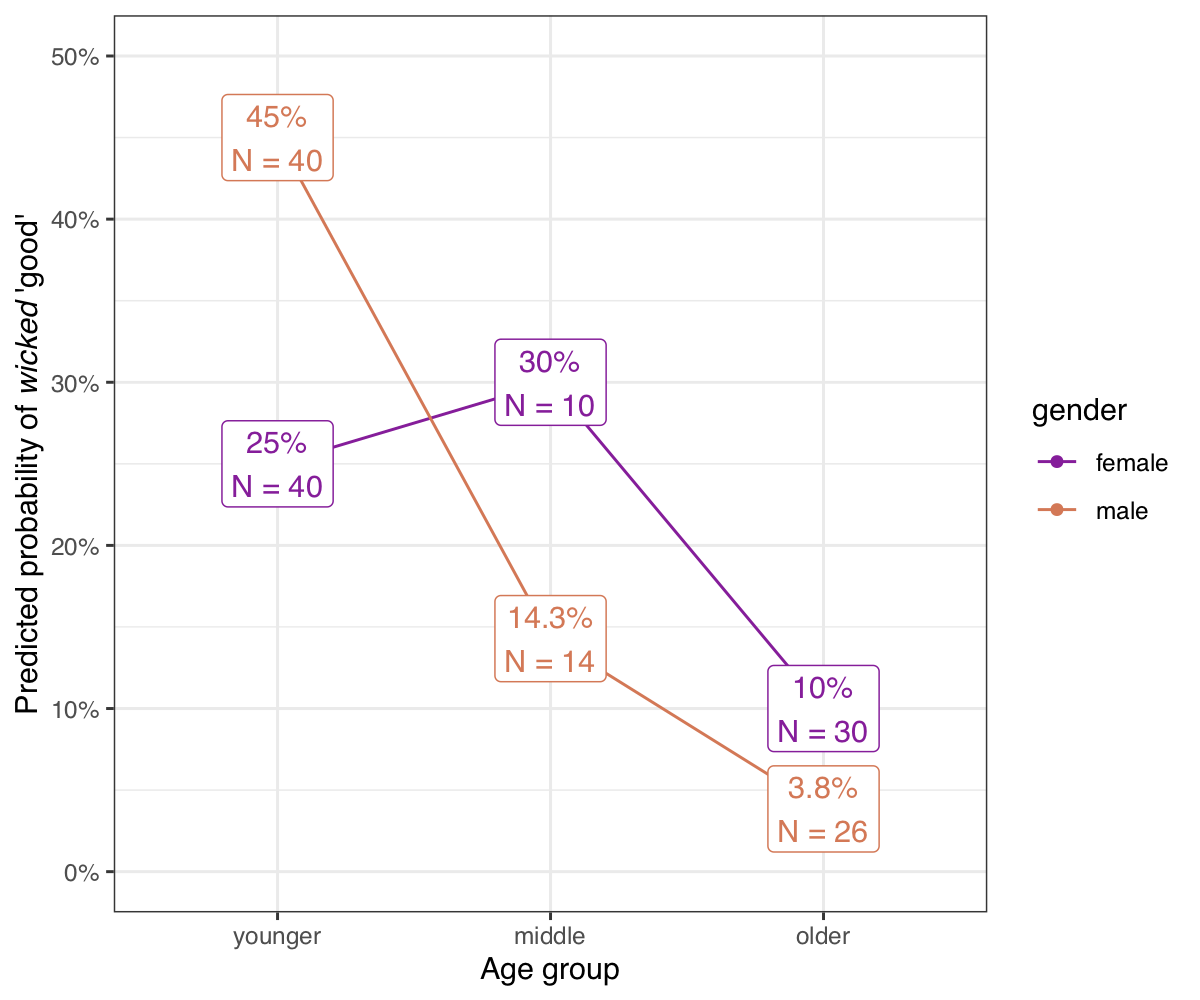 Predicted probability of wicked 'good'
50%
40%
30%
20%
10%
0%
45%
N = 40
25%
N = 40
30%
N = 10
14.3%
N = 14
10%
N = 30
3.8%
N = 26
younger
middle
older
Age group
gender
female
male